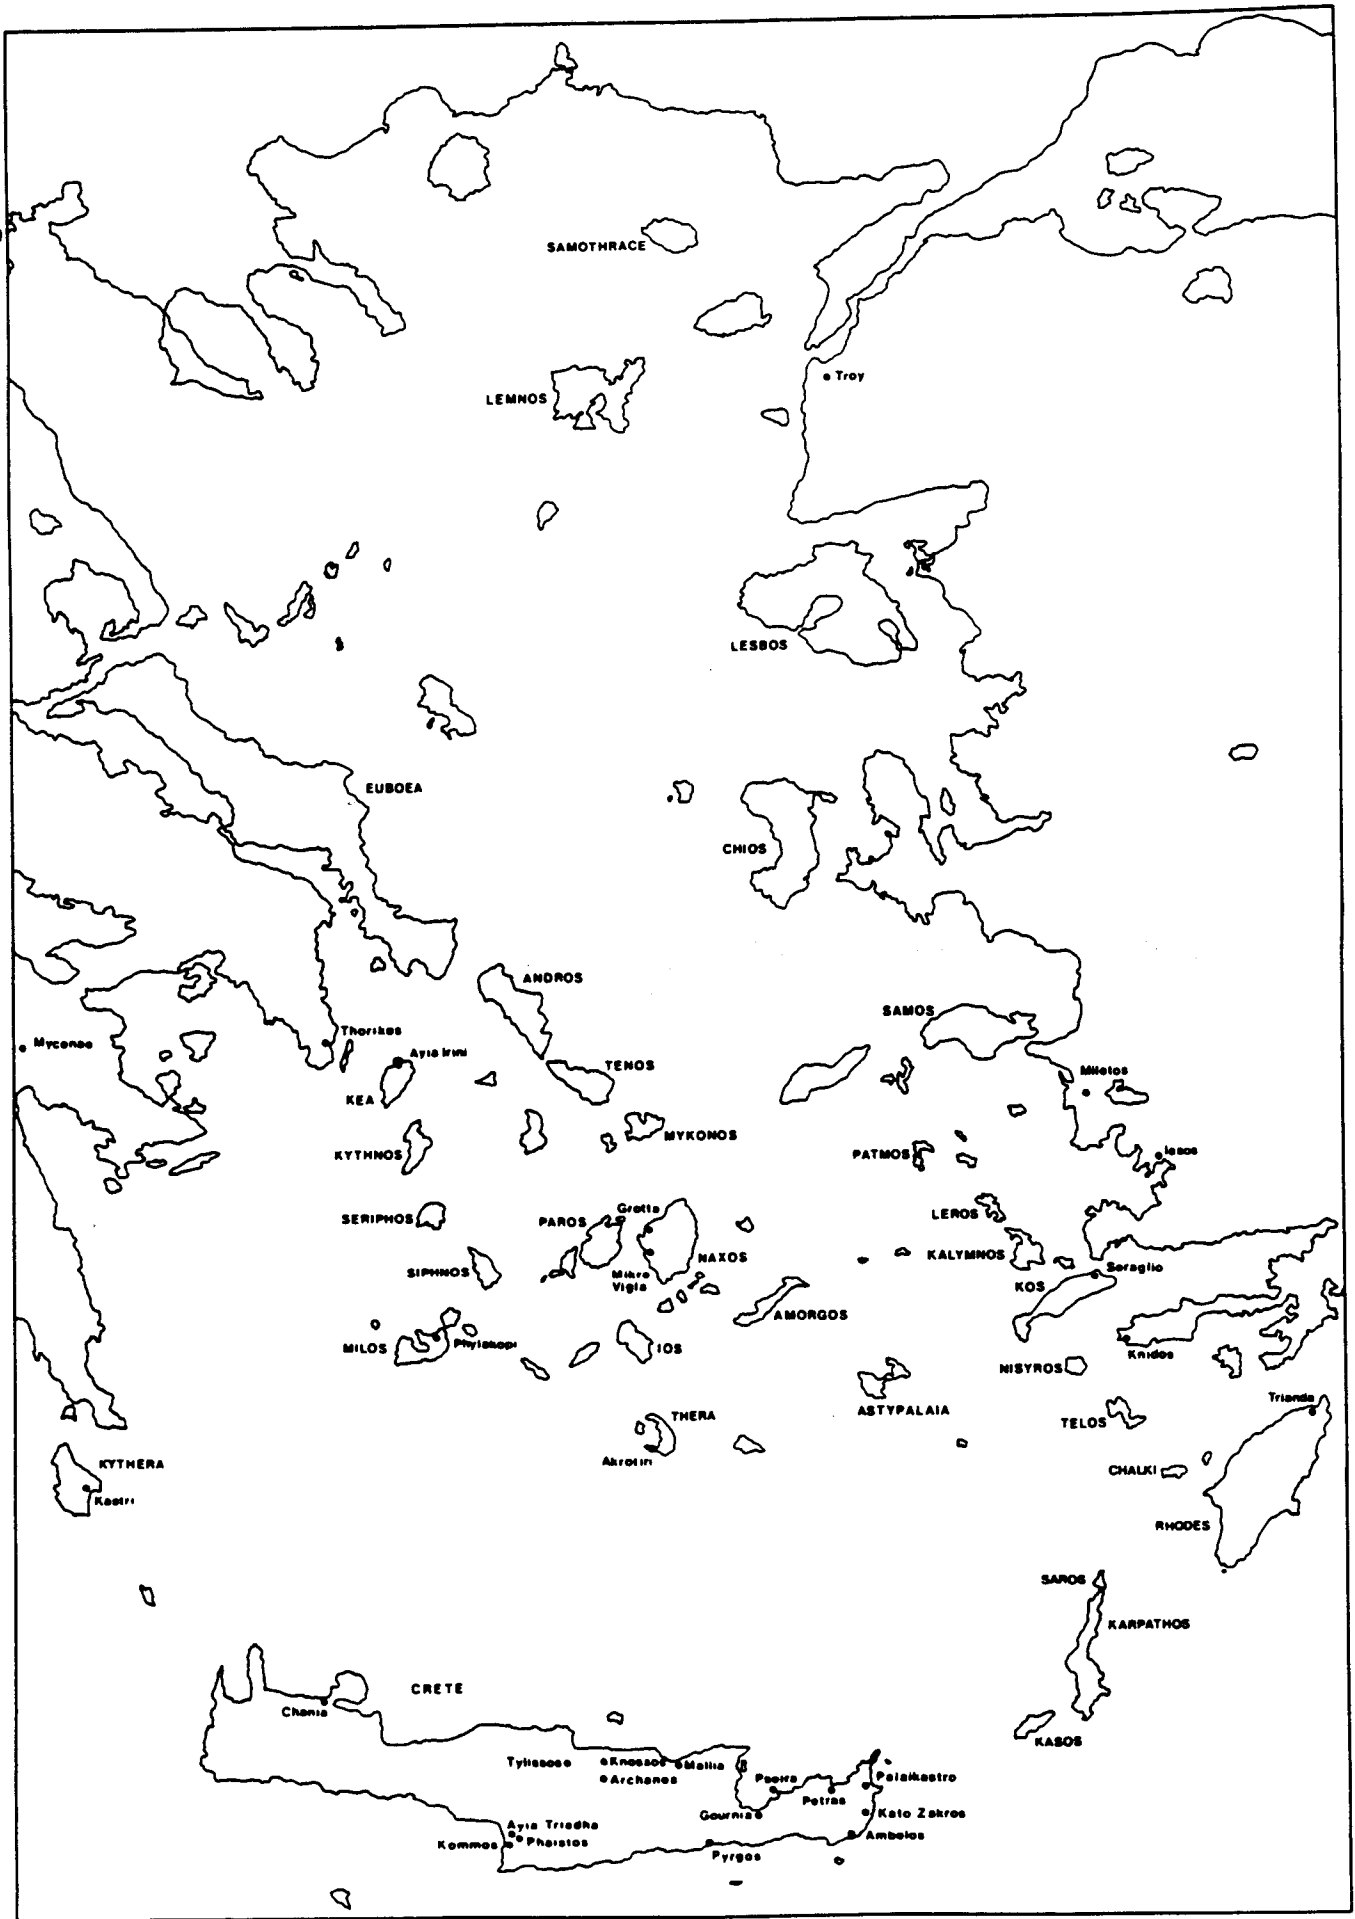 SAMOTHRACE
Troy
LEMNOS
LESBOS
EUBOEA
CHIOS
ANDROS
SAMOS
Thorikos
Mycenae
Ayia Irini
TENOS
Miletos
KEA
MYKONOS
KYTHNOS
PATMOS
Iasos
Grotta
LEROS
SERIPHOS
PAROS
KALYMNOS
NAXOS
Seraglio
SIPHNOS
Mikre
Vigla
KOS
AMORGOS
Phylakopi
MILOS
IOS
Knidos
NISYROS
Trianda
ASTYPALAIA
THERA
TELOS
Akrotiri
KYTHERA
CHALKI
Kastri
RHODES
SAROS
KARPATHOS
CRETE
Chania
KASOS
Tylissos
Knossos
Mallia
Archanes
Pseira
Palaikastro
Petras
Gournia
Kato Zakros
Ayia Triadha
Ambelos
Kommos
Phaistos
Pyrgos